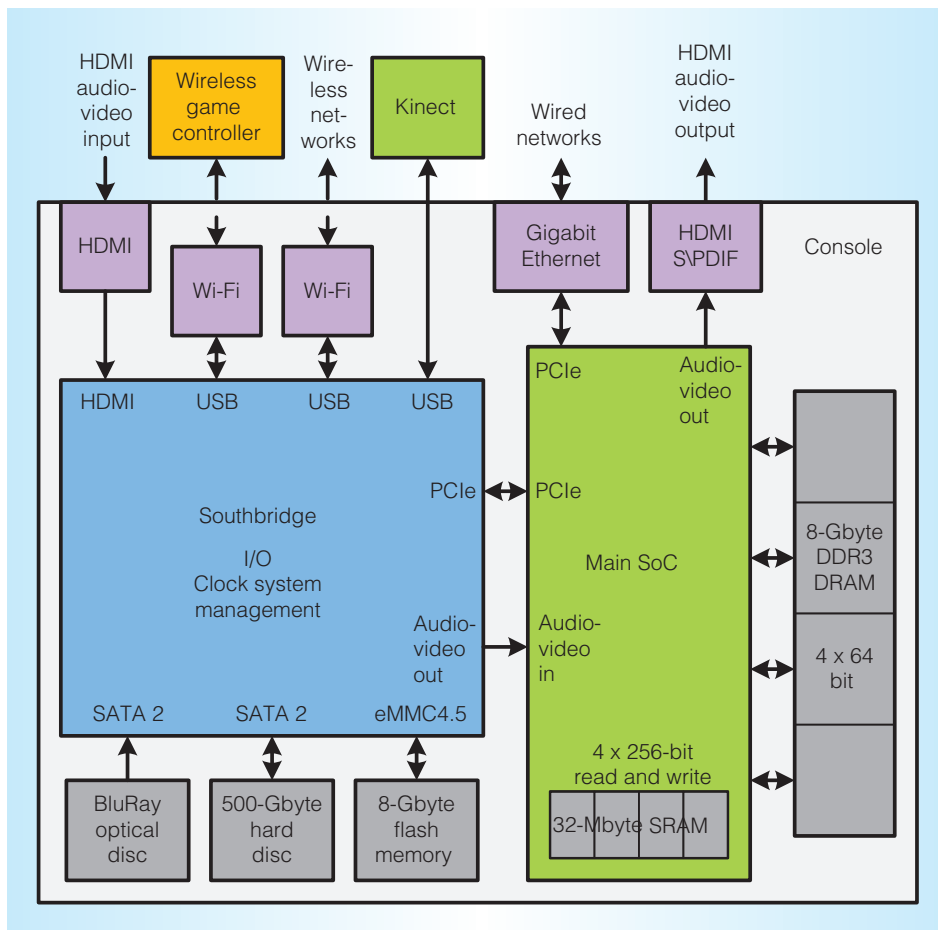 HDMI
audio-
video
input
Wireless
game
controller
Wire-
less
net-
works
Kinect
Wired
networks
HDMI
audio-
video
output
HDMI
Wi-Fi
Wi-Fi
Gigabit
Ethernet
HDMI
S\PDIF
Console
HDMI
USB
USB
USB
PCIe
Southbridge
I/O
Clock system
management
Audio-
video
out
SATA 2
SATA 2
eMMC4.5
PCIe
Audio-
video
out
PCIe
Main SoC
Audio-
video
in
4 x 256-bit
read and write
32-Mbyte SRAM
8-Gbyte
DDR3
DRAM
4 x 64
bit
BluRay
optical
disc
500-Gbyte
hard
disc
8-Gbyte
flash
memory